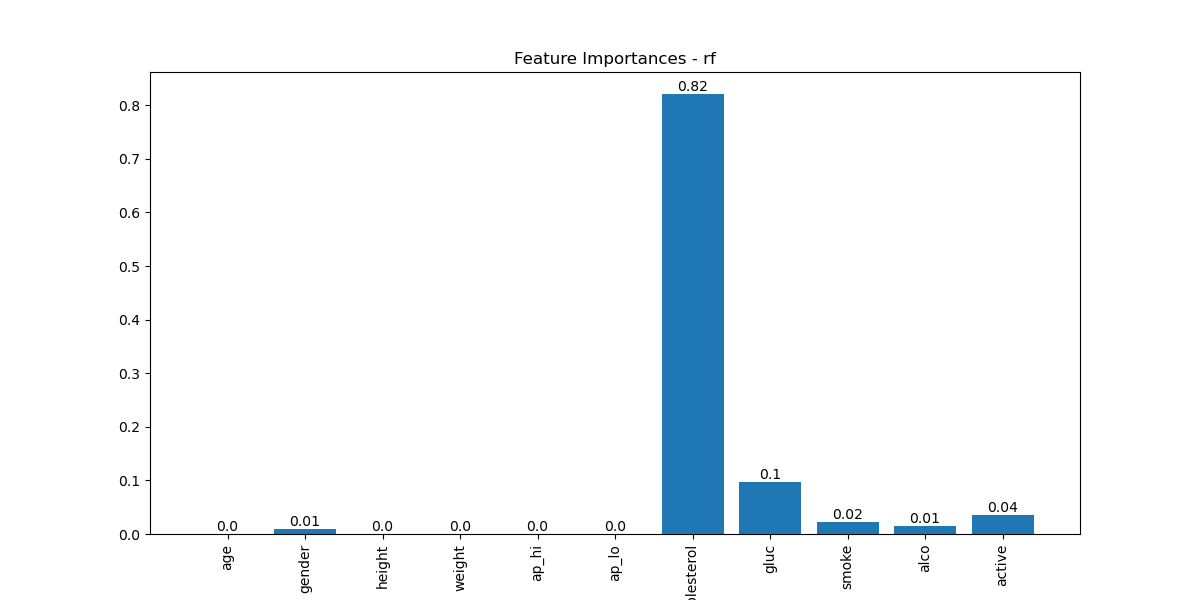 Feature Importances - rf
0.8
0.7
0.6
0.5
0.4
0.3
0.2
0.1
0.0
0.0
0.01
0.0
0.0
0.0
0.0
0.82
0.1
0.02
0.01
0.04
age
gender
height
weight
ap_hi
ap_lo
olesterol
gluc
smoke
alco
active